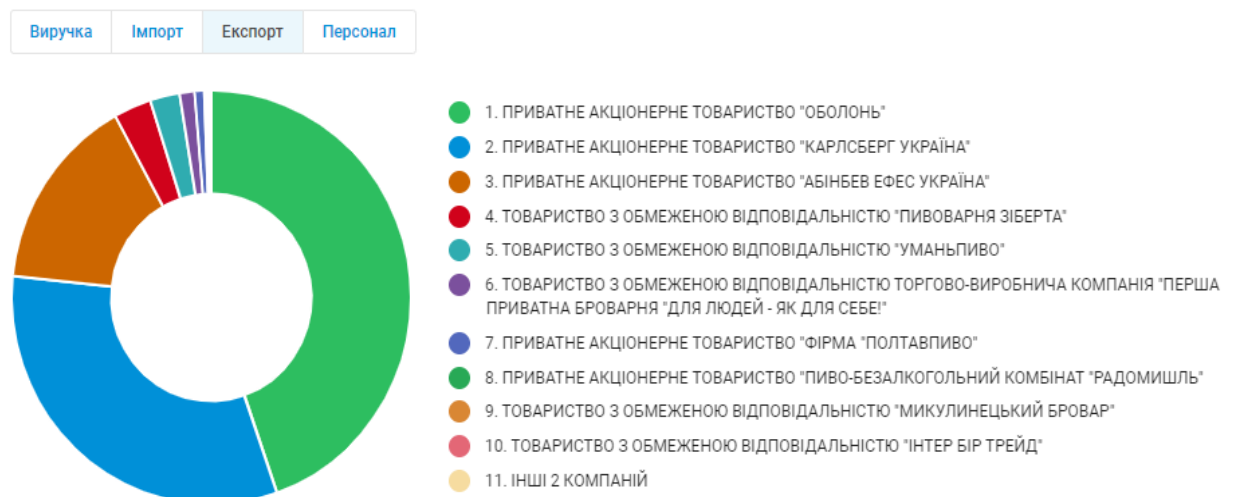 Виручка Імпорт Експорт Персонал
1. ПРИВАТНЕ АКЦІОНЕРНЕ ТОВАРИСТВО "ОБОЛОНЬ"
2. ПРИВАТНЕ АКЦІОНЕРНЕ ТОВАРИСТВО "КАРЛСБЕРГ УКРАЇНА"
3. ПРИВАТНЕ АКЦІОНЕРНЕ ТОВАРИСТВО "АБІНБЕВ ЕФЕС УКРАЇНА"
4. ТОВАРИСТВО З ОБМЕЖЕНОЮ ВІДПОВІДАЛЬНІСТЮ "ПИВОВАРНЯ ЗІБЕРТА"
5. ТОВАРИСТВО З ОБМЕЖЕНОЮ ВІДПОВІДАЛЬНІСТЮ "УМАНЬПИВО"
6. ТОВАРИСТВО З ОБМЕЖЕНОЮ ВІДПОВІДАЛЬНІСТЮ ТОРГОВО-ВИРОБНИЧА КОМПАНІЯ "ПЕРША
ПРИВАТНА БРОВАРНЯ "ДЛЯ ЛЮДЕЙ - ЯК ДЛЯ СЕБЕ!"
7. ПРИВАТНЕ АКЦІОНЕРНЕ ТОВАРИСТВО "ФІРМА "ПОЛТАВПИВО"
8. ПРИВАТНЕ АКЦІОНЕРНЕ ТОВАРИСТВО "ПИВО-БЕЗАЛКОГОЛЬНИЙ КОМБІНАТ "РАДОМИШЛЬ"
9. ТОВАРИСТВО З ОБМЕЖЕНОЮ ВІДПОВІДАЛЬНІСТЮ "МИКУЛИНЕЦЬКИЙ БРОВАР"
10. ТОВАРИСТВО З ОБМЕЖЕНОЮ ВІДПОВІДАЛЬНІСТЮ "ІНТЕР БІР ТРЕЙД"
11. ІНШІ 2 КОМПАНІЙ